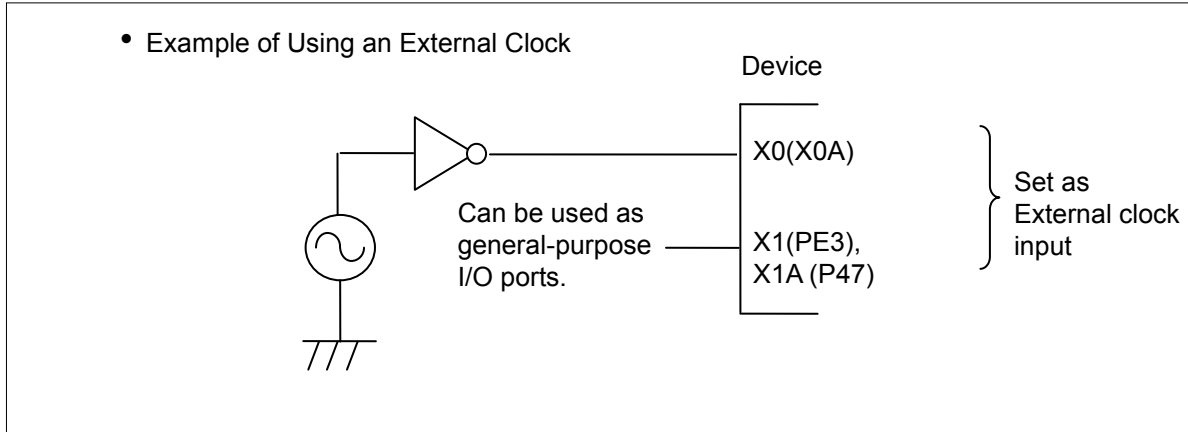 • Example of Using an External Clock
Device
X0(X0A)
Can be used as
general-purpose
I/O ports.
X1(PE3),
X1A (P47)
Set as
External clock
input